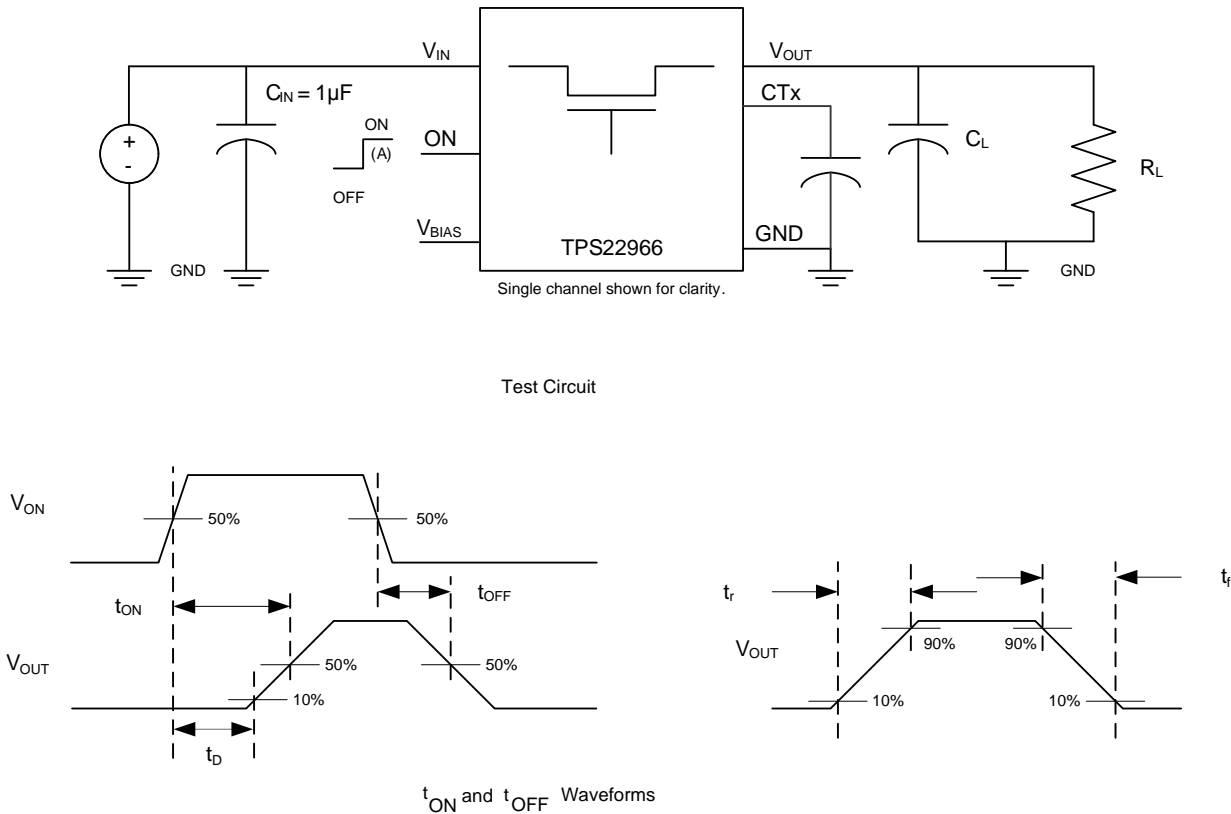 V_IN
V_OUT
C_IN = 1µF
CTx
ON
(A)
OFF
ON
C_L
R_L
V_BIAS
TPS22966
GND
GND
GND
Single channel shown for clarity.
Test Circuit
V_ON
50%
50%
t_ON
t_OFF
V_OUT
50%
50%
10%
t_D
t_r
t_f
V_OUT
90%
90%
10%
10%
t_ON and t_OFF Waveforms
+
-